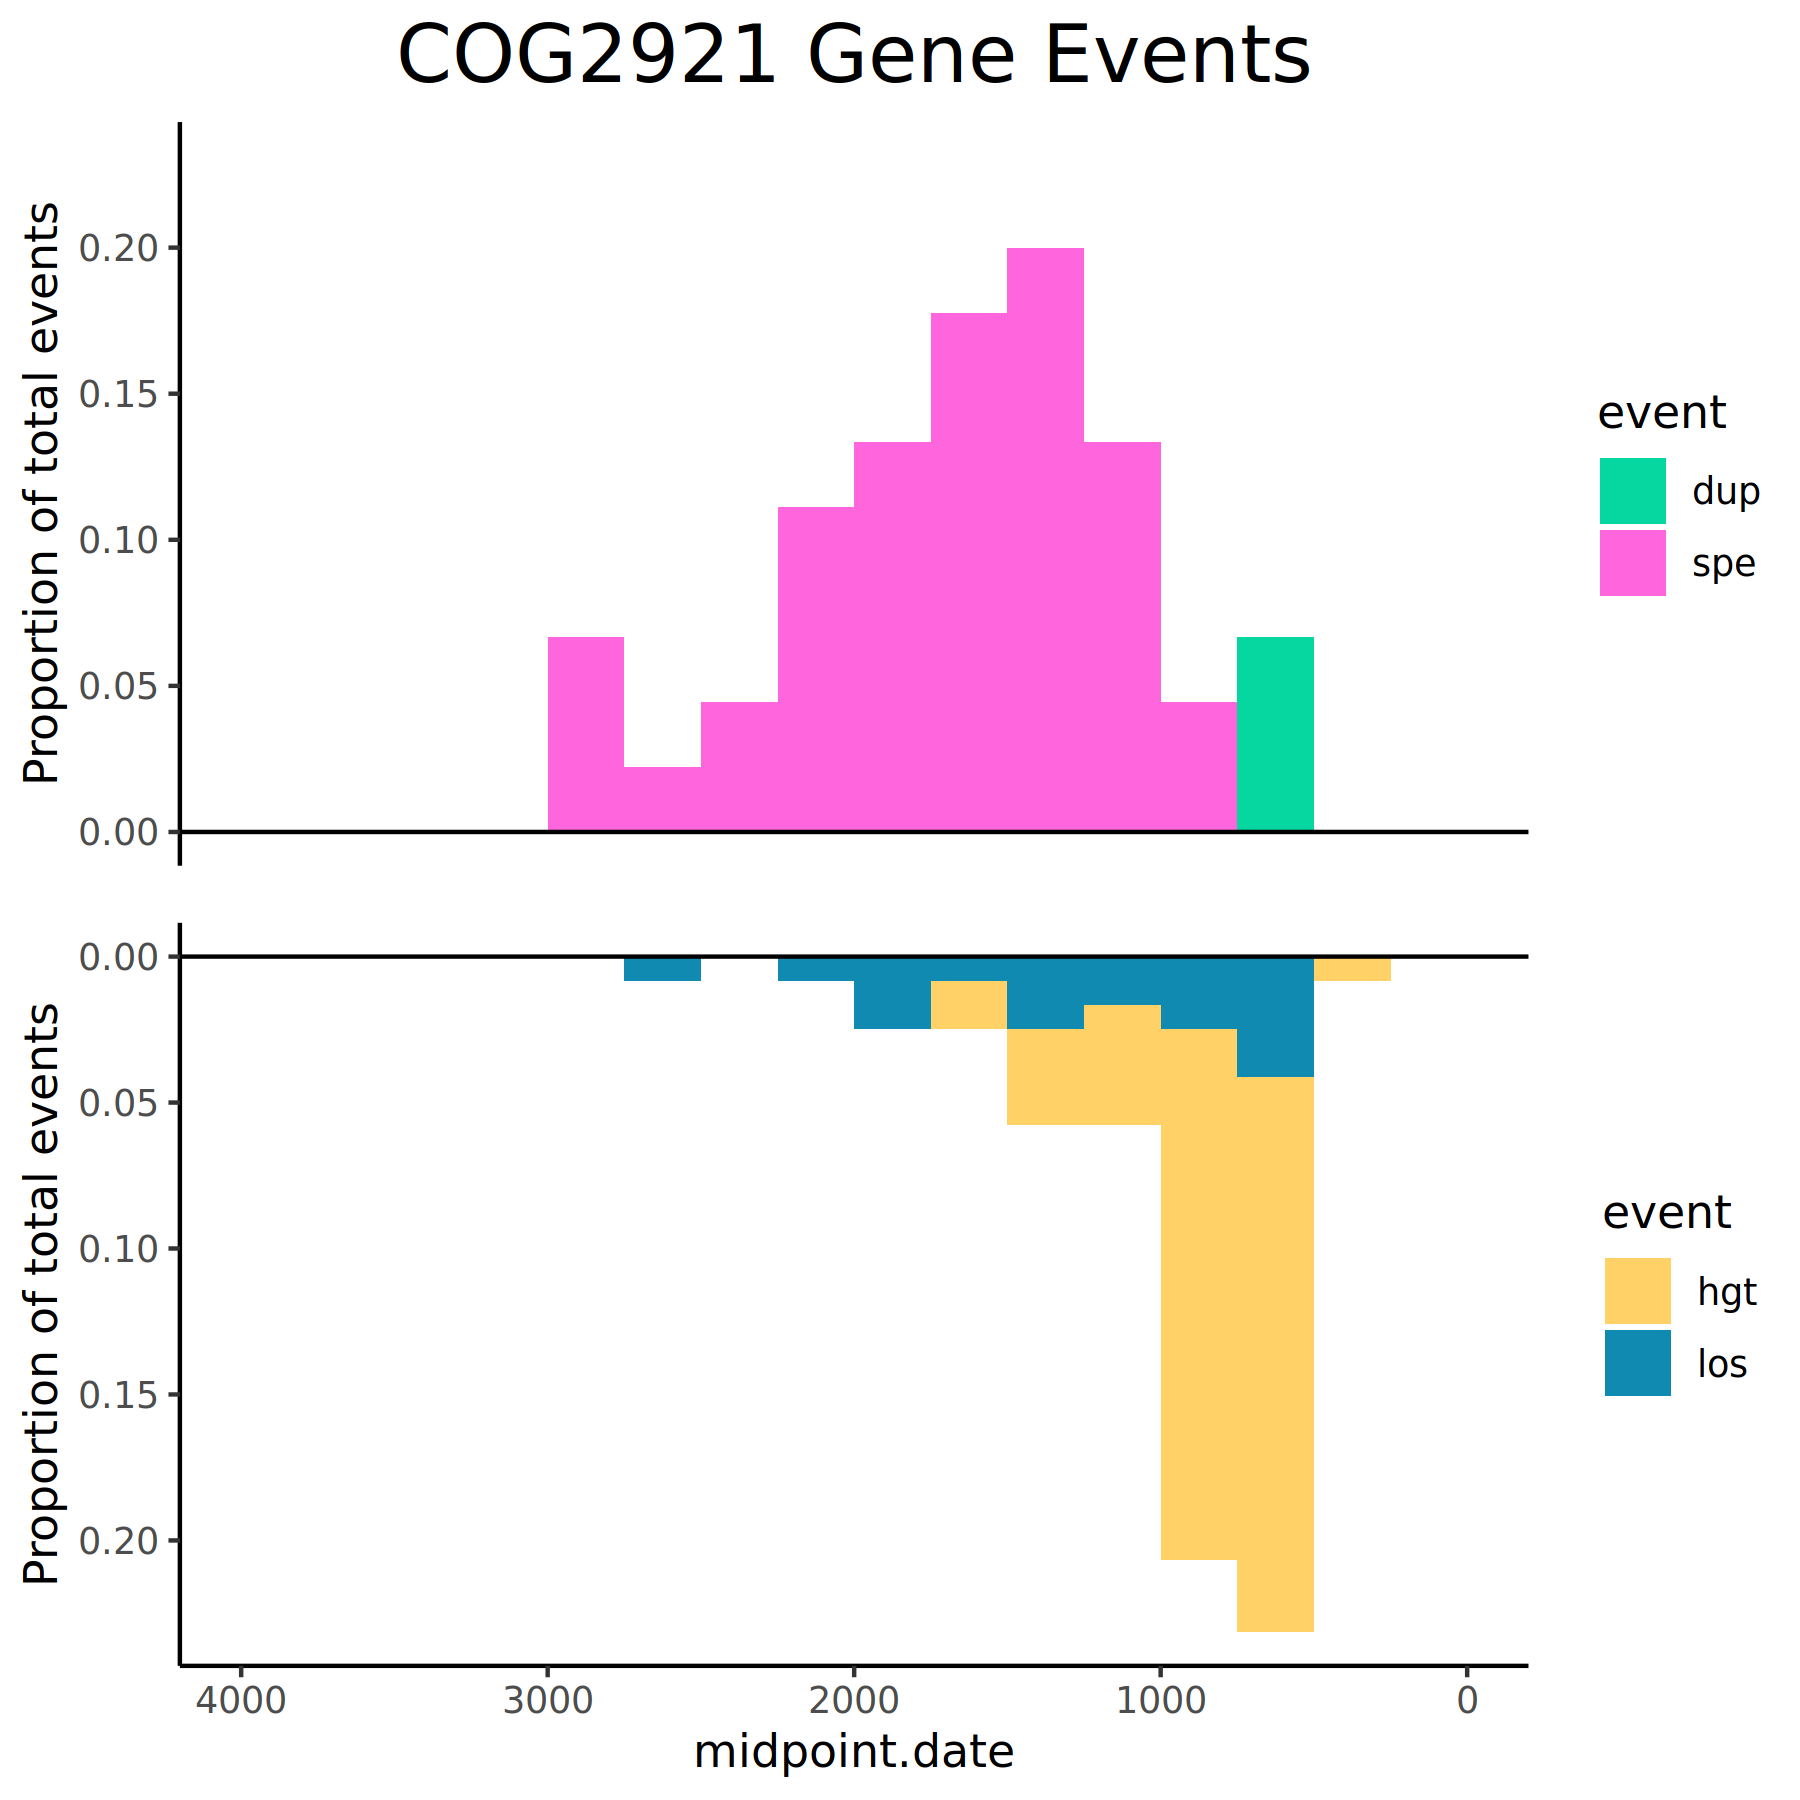 COG2921 Gene Events
Proportion of total events
0.20
0.15
0.10
0.05
0.00
event
dup
spe
Proportion of total events
0.00
0.05
0.10
0.15
0.20
event
hgt
los
4000 3000 2000 1000 0
midpoint.date